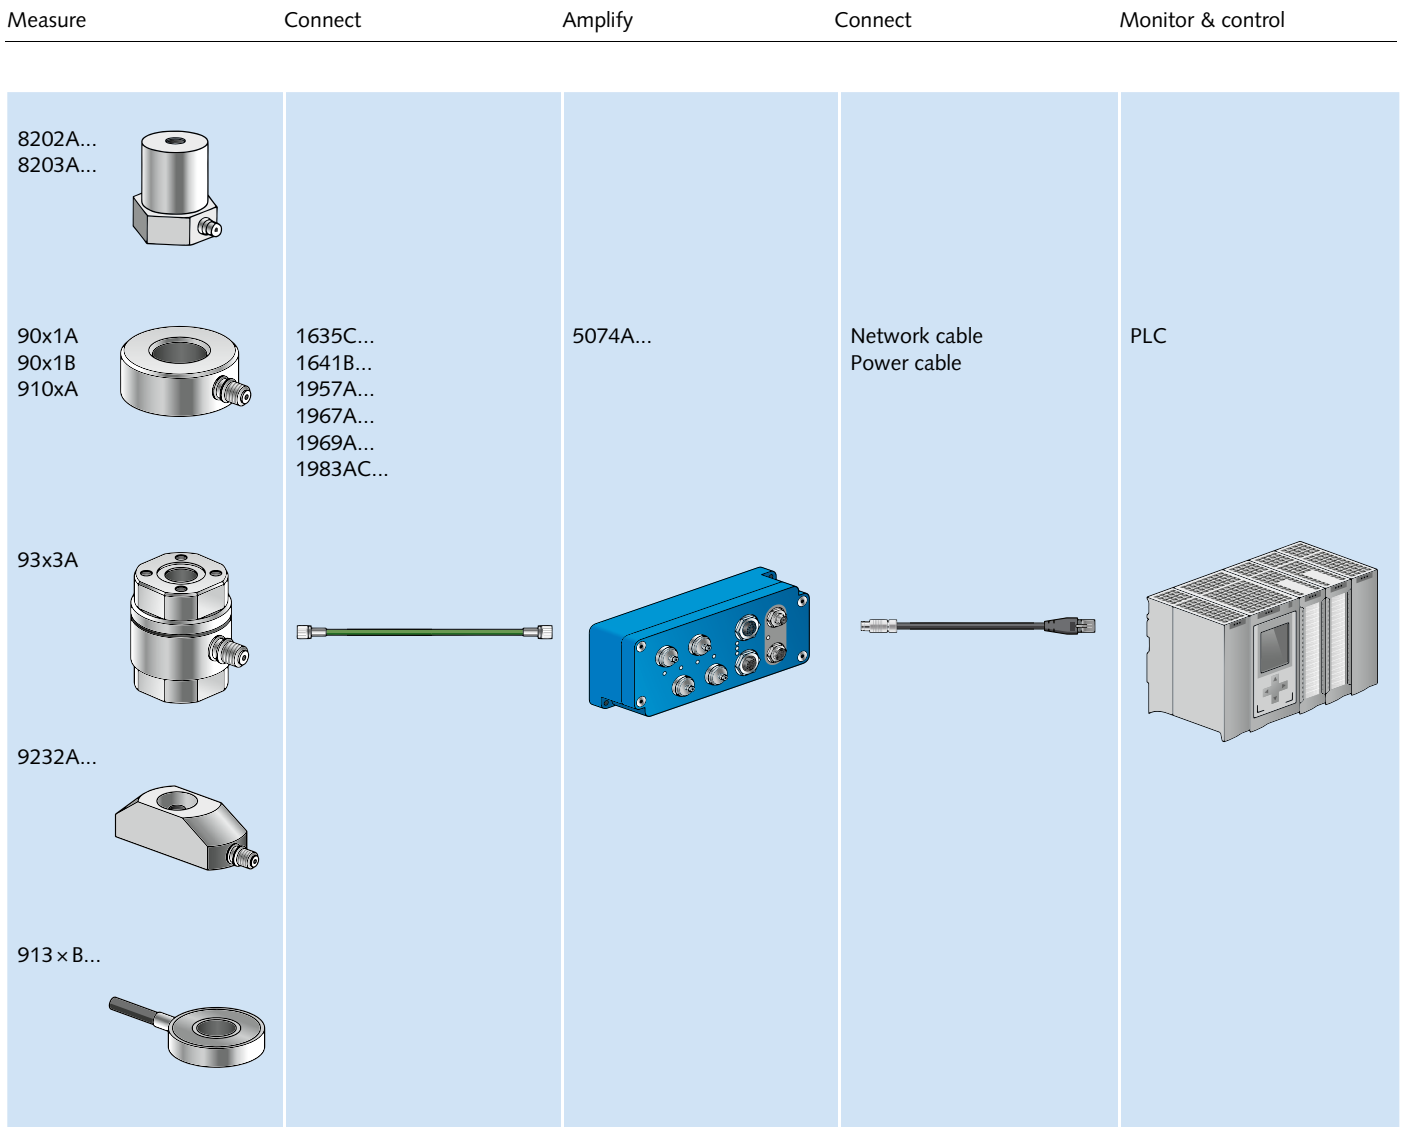 Measure
Connect
Amplify
Connect
Monitor & control
8202A...
8203A...
90x1A
90x1B
910xA
1635C...
1641B...
1957A...
1967A...
1969A...
1983AC...
5074A...
Network cable
Power cable
PLC
93x3A
9232A...
913 × B...